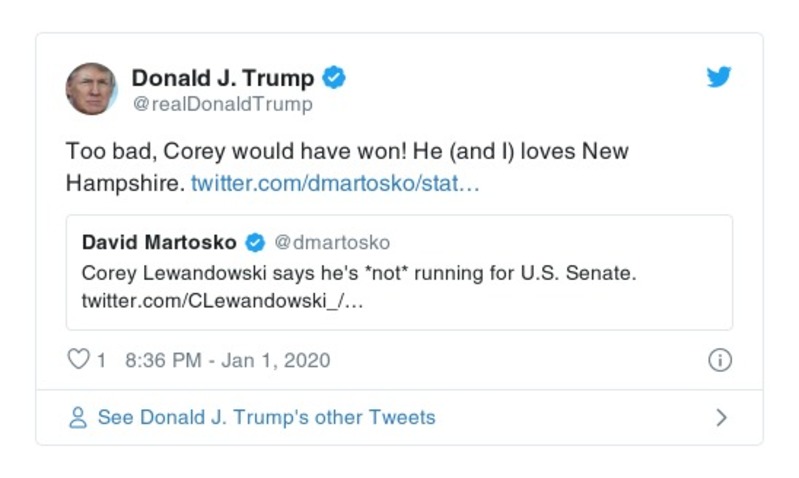 Donald J. Trump
@realDonaldTrump
Too bad, Corey would have won! He (and I) loves New
Hampshire. twitter.com/dmartosko/stat…
David Martosko @dmartosko
Corey Lewandowski says he's *not* running for U.S. Senate.
twitter.com/CLewandowski_/…
1 8:36 PM - Jan 1, 2020
See Donald J. Trump's other Tweets